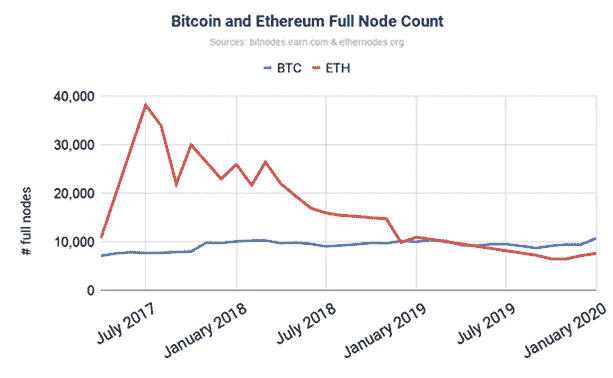 Bitcoin and Ethereum Full Node Count
Sources: bitnodes.earn.com & ethernodes.org
BTC ETH
40,000
30,000
20,000
10,000
0
# full nodes
July 2017
January 2018
July 2018
January 2019
July 2019
January 2020